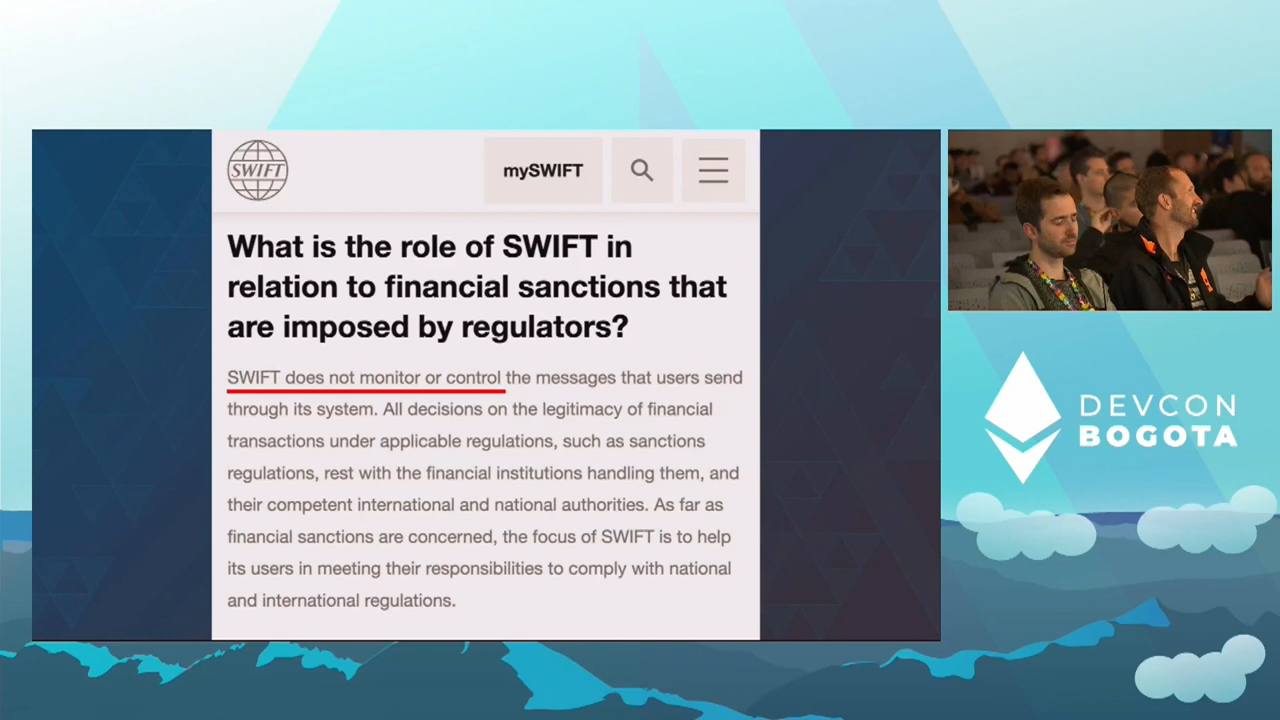 SWIFT
mySWIFT
What is the role of SWIFT in
relation to financial sanctions that
are imposed by regulators?
SWIFT does not monitor or control the messages that users send
through its system. All decisions on the legitimacy of financial
transactions under applicable regulations, such as sanctions
regulations, rest with the financial institutions handling them, and
their competent international and national authorities. As far as
financial sanctions are concerned, the focus of SWIFT is to help
its users in meeting their responsibilities to comply with national
and international regulations.
DEVCON
BOGOTA